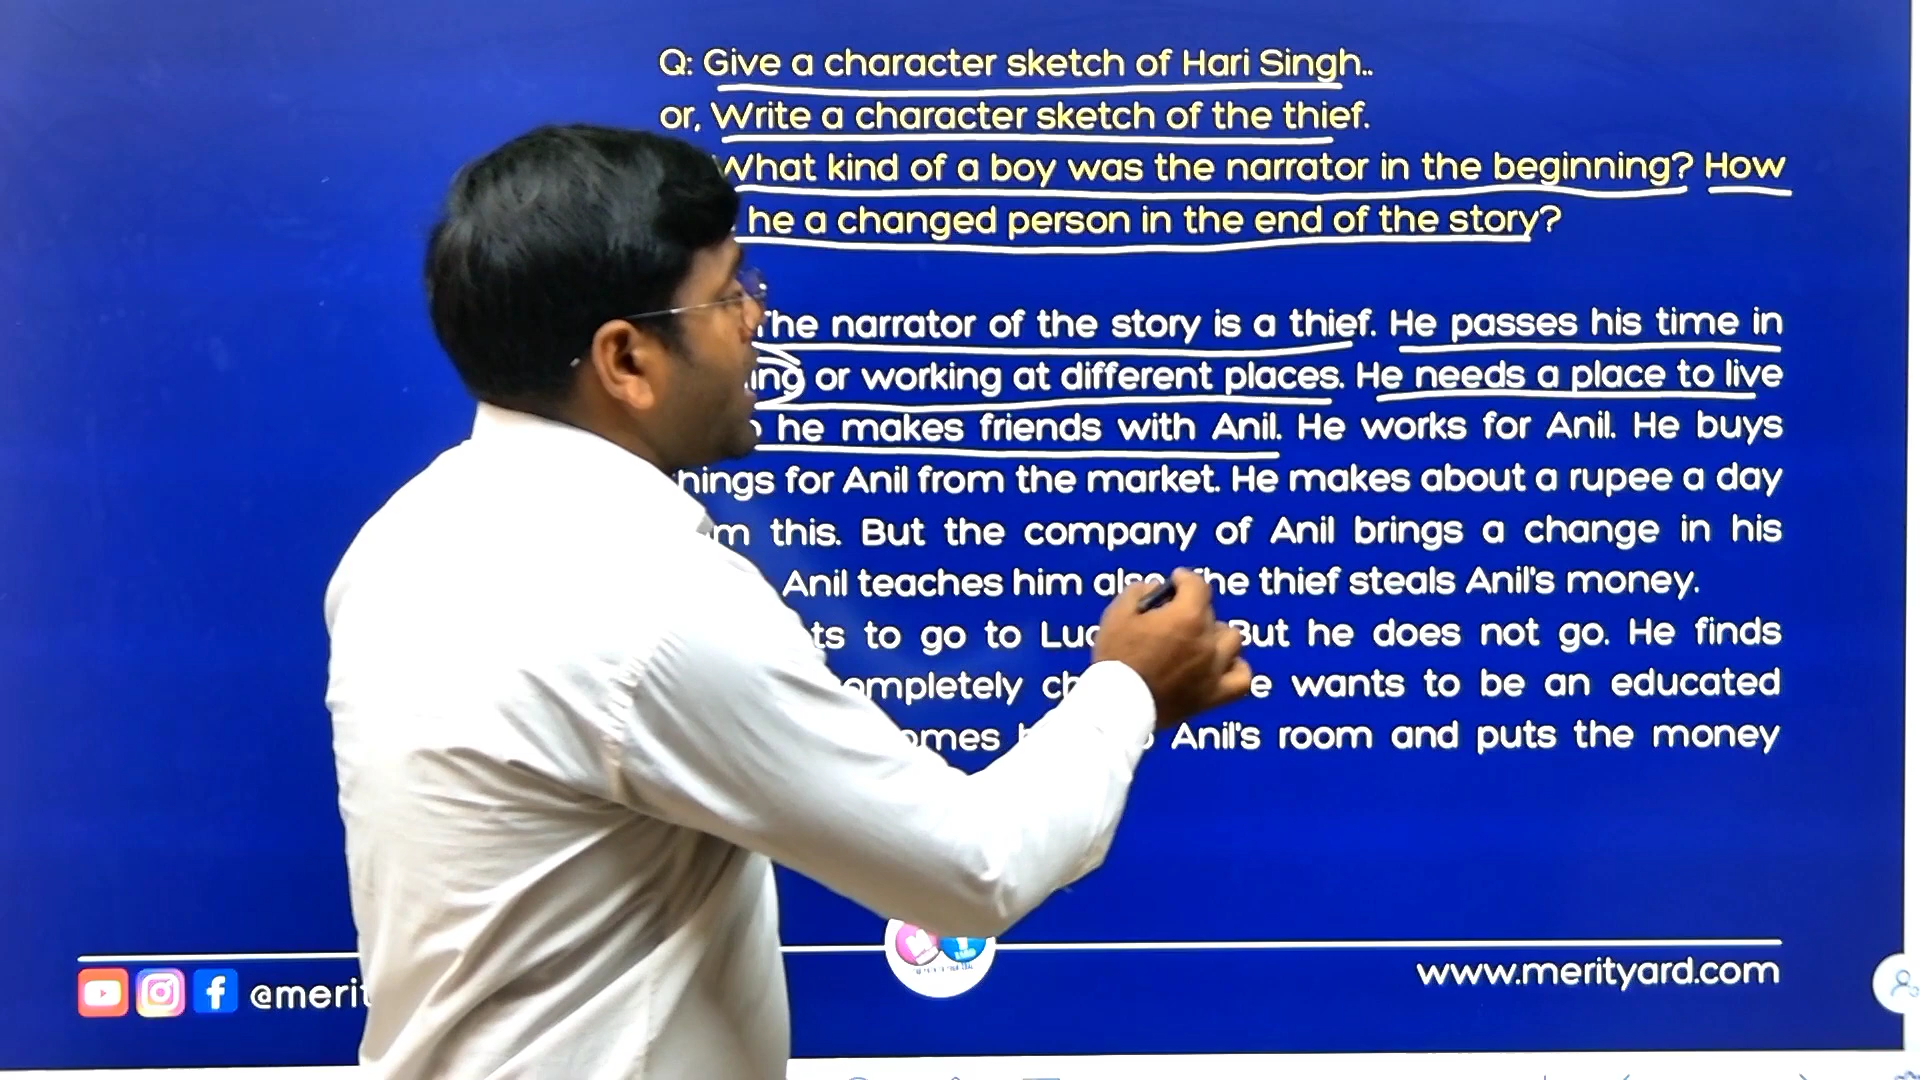 Q: Give a character sketch of Hari Singh..
or, Write a character sketch of the thief.
What kind of a boy was the narrator in the beginning? How
he a changed person in the end of the story?
The narrator of the story is a thief. He passes his time in
or working at different places. He needs a place to live
he makes friends with Anil. He works for Anil. He buys
things for Anil from the market. He makes about a rupee a day
this. But the company of Anil brings a change in his
Anil teaches him also. The thief steals Anil's money.
to go to But he does not go. He finds
completely wants to be an educated
Anil's room and puts the money
www.merityard.com